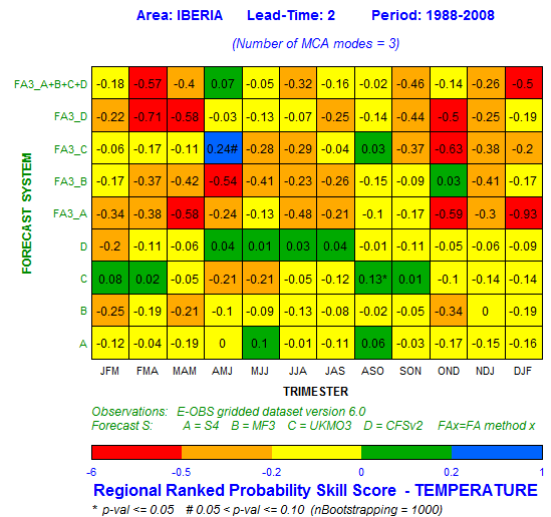 Area: IBERIA Lead-Time: 2 Period: 1988-2008
(Number of MCA modes = 3)
FORECAST SYSTEM
FA3_A+B+C+D -0.18 -0.57 -0.4 0.07 -0.05 -0.32 -0.16 -0.02 -0.46 -0.14 -0.26 -0.5
FA3_D -0.22 -0.71 -0.58 -0.03 -0.13 -0.07 -0.25 -0.14 -0.44 -0.5 -0.25 -0.19
FA3_C -0.06 -0.17 -0.11 0.24# -0.28 -0.29 -0.04 0.03 -0.37 -0.63 -0.38 -0.2
FA3_B -0.17 -0.37 -0.42 -0.54 -0.41 -0.23 -0.26 -0.15 -0.09 0.03 -0.41 -0.17
FA3_A -0.34 -0.38 -0.58 -0.24 -0.13 -0.48 -0.21 -0.1 -0.17 -0.59 -0.3 -0.93
D -0.2 -0.11 -0.06 0.04 0.01 0.03 0.04 -0.01 -0.11 -0.05 -0.06 -0.09
C 0.08 0.02 -0.05 -0.21 -0.21 -0.05 -0.12 0.13* 0.01 -0.1 -0.14 -0.14
B -0.25 -0.19 -0.21 -0.1 -0.09 -0.13 -0.08 -0.02 -0.05 -0.34 0 -0.19
A -0.12 -0.04 -0.19 0 0.1 -0.01 -0.11 0.06 -0.03 -0.17 -0.15 -0.16
JFM FMA MAM AMJ MJJ JJA JAS ASO SON OND NDJ DJF
TRIMESTER
Observations: E-OBS gridded dataset version 6.0
Forecast S: A = S4 B = MF3 C = UKMO3 D = CFSv2 FAx=FA method x
-6 -0.5 -0.2 0 0.2 1
Regional Ranked Probability Skill Score - TEMPERATURE
* p-val <= 0.05 # 0.05 < p-val <= 0.10 (nBootstrapping = 1000)